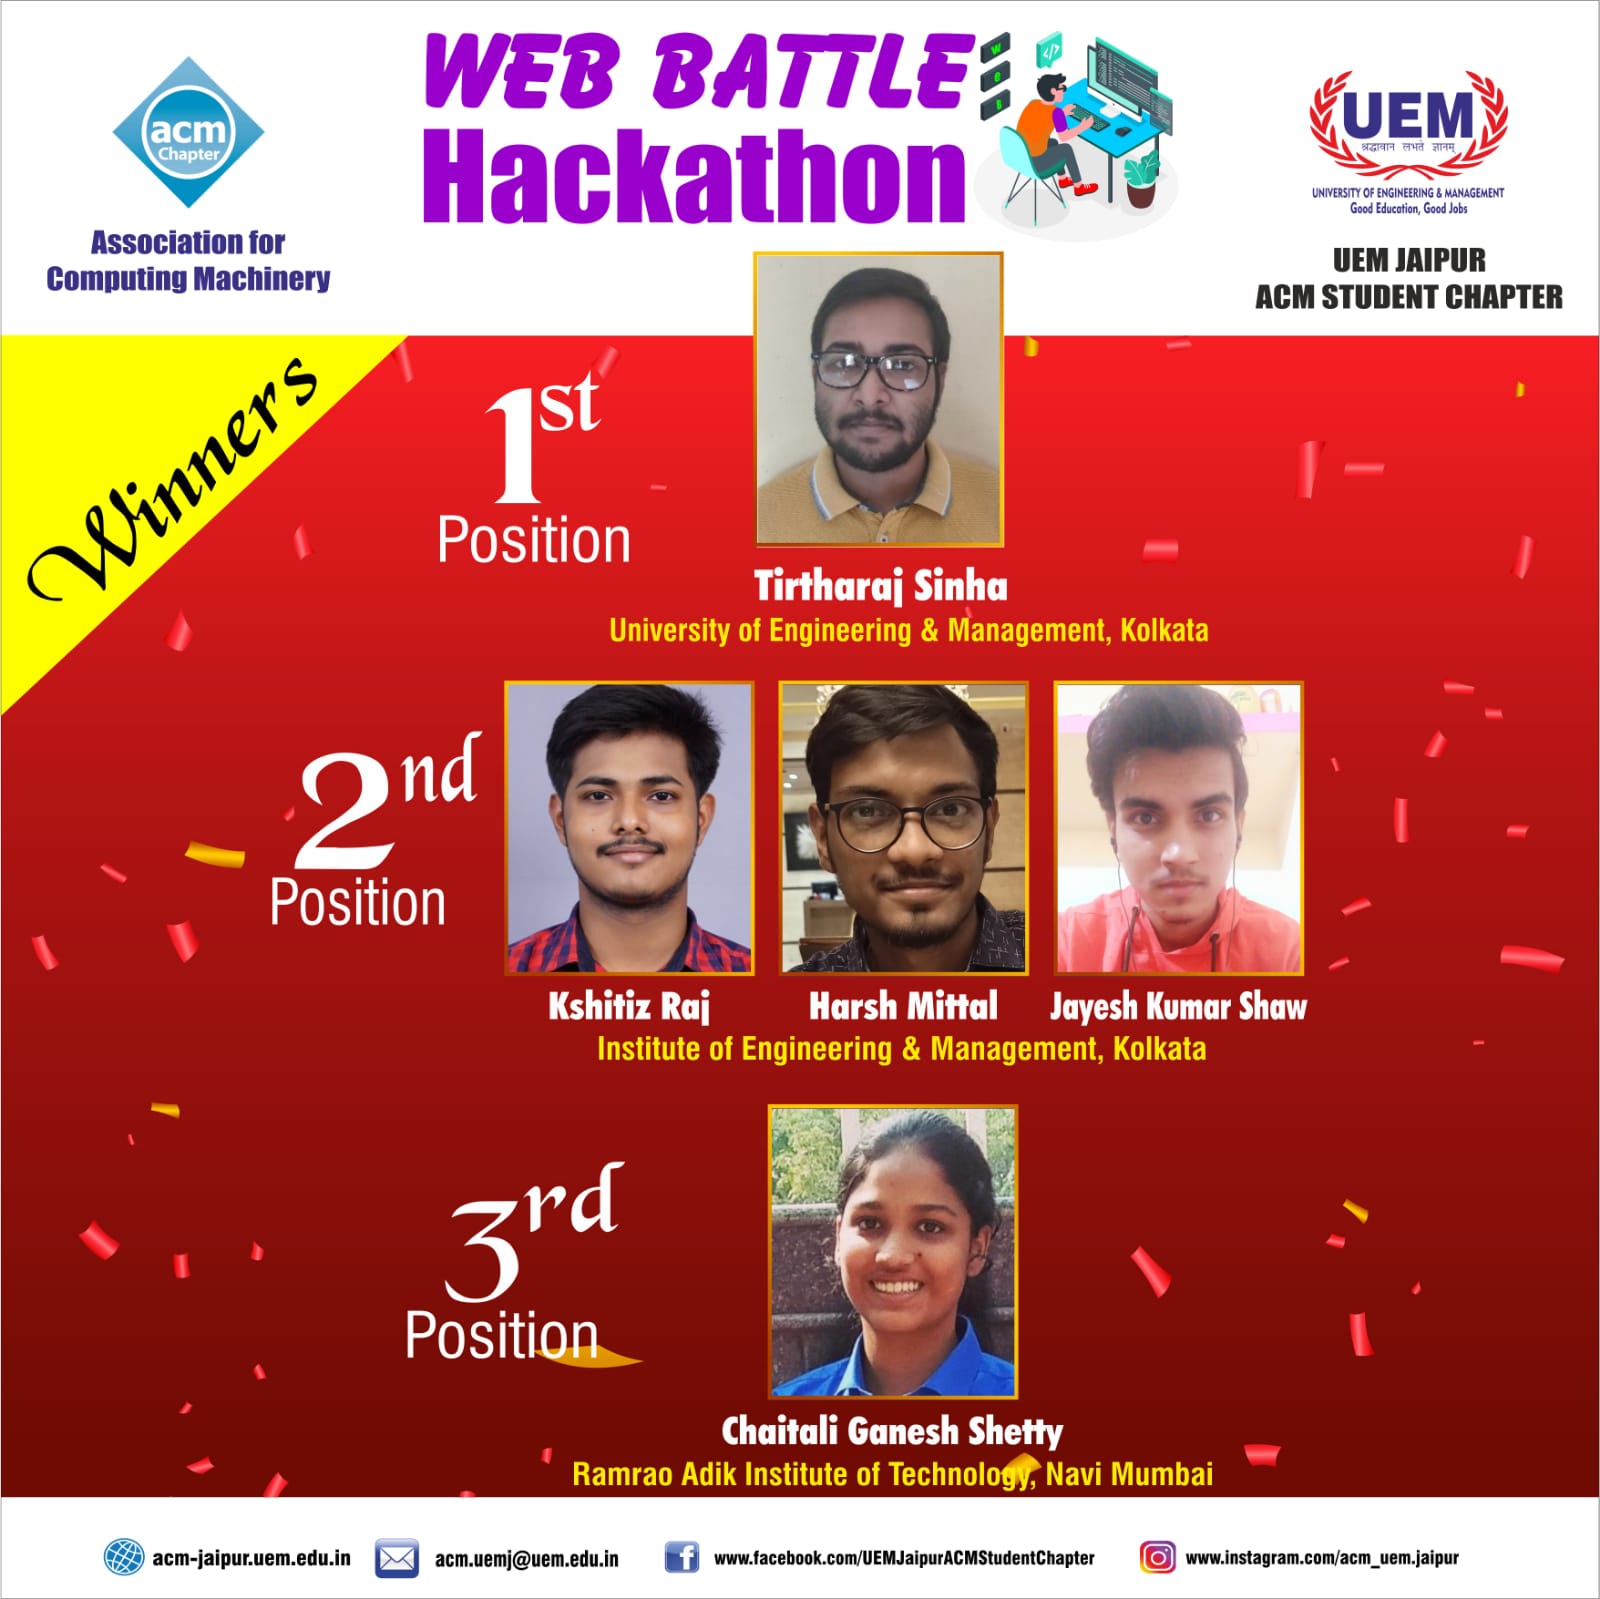 WEB BATTLE
Hackathon
W
e
B
</>
acm
Chapter
Association for
Computing Machinery
UEM
श्रद्धावान लभते ज्ञानम्
UNIVERSITY OF ENGINEERING & MANAGEMENT
Good Education, Good Jobs
UEM JAIPUR
ACM STUDENT CHAPTER
Winners
1st
Position
Tirtharaj Sinha
University of Engineering & Management, Kolkata
2nd
Position
Kshitiz Raj
Harsh Mittal
Jayesh Kumar Shaw
Institute of Engineering & Management, Kolkata
3rd
Position
Chaitali Ganesh Shetty
Ramrao Adik Institute of Technology, Navi Mumbai
acm-jaipur.uem.edu.in
acm.uemj@uem.edu.in
www.facebook.com/UEMJaipurACMStudentChapter
www.instagram.com/acm_uem.jaipur